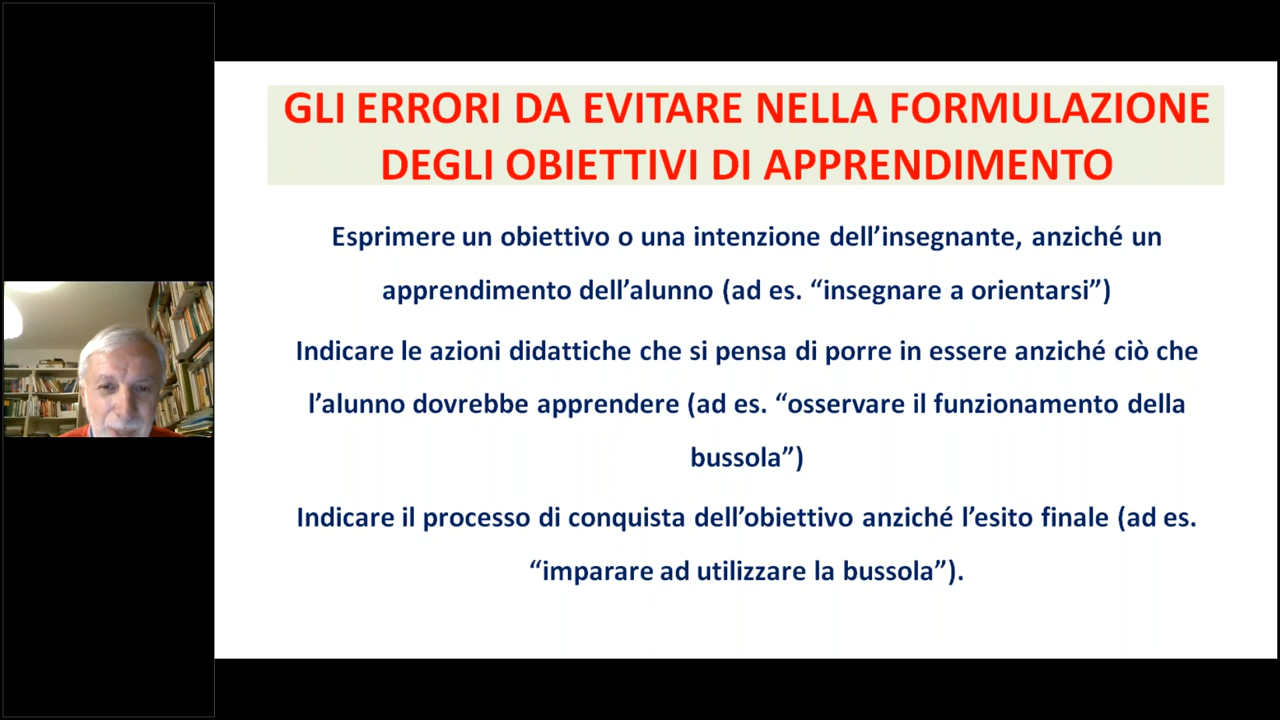 GLI ERRORI DA EVITARE NELLA FORMULAZIONE
DEGLI OBIETTIVI DI APPRENDIMENTO
Esprimere un obiettivo o una intenzione dell’insegnante, anziché un
apprendimento dell’alunno (ad es. “insegnare a orientarsi”)
Indicare le azioni didattiche che si pensa di porre in essere anziché ciò che
l’alunno dovrebbe apprendere (ad es. “osservare il funzionamento della
bussola”)
Indicare il processo di conquista dell’obiettivo anziché l’esito finale (ad es.
“imparare ad utilizzare la bussola”).